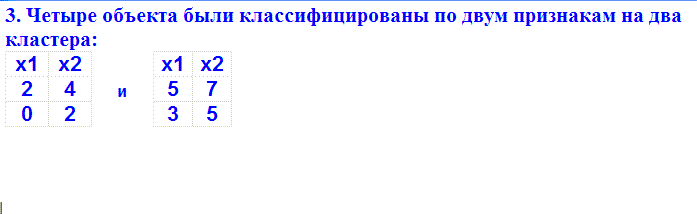 3. Четыре объекта были классифицированы по двум признакам на два
кластера:
x1 x2 x1 x2
2 4 и 5 7
0 2 3 5